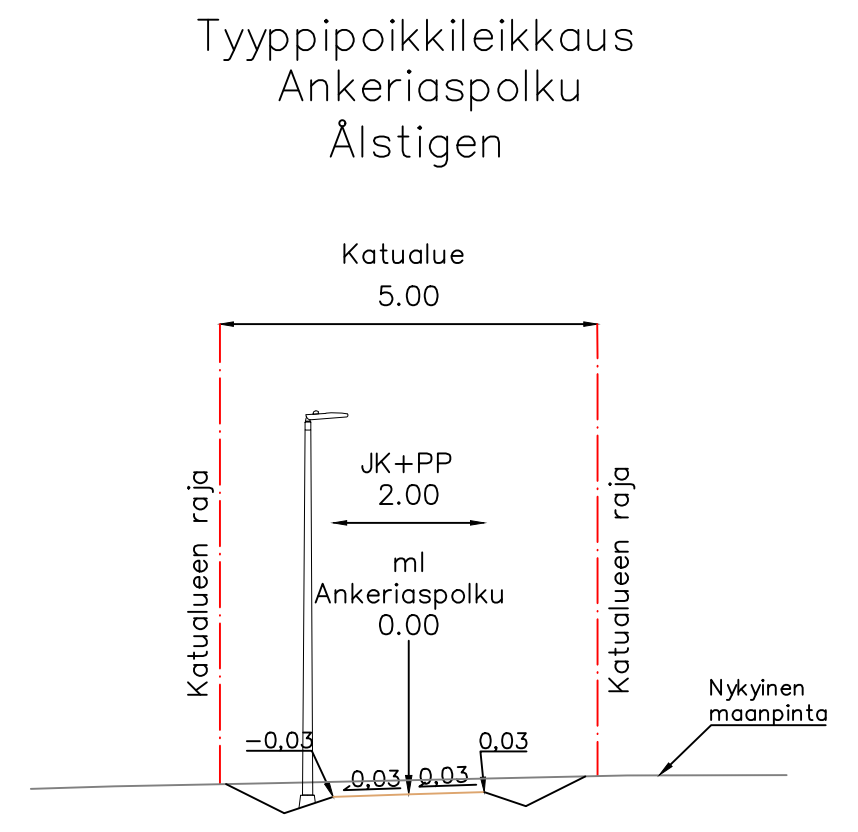 Tyyppipoikkileikkaus
Ankeriaspolku
Ålstigen
Katualue
5.00
JK+PP
2.00
Katualueen raja
Katualueen raja
ml
Ankeriaspolku
0.00
Nykyinen
maanpinta
-0,03
0,03
0,03
0,03